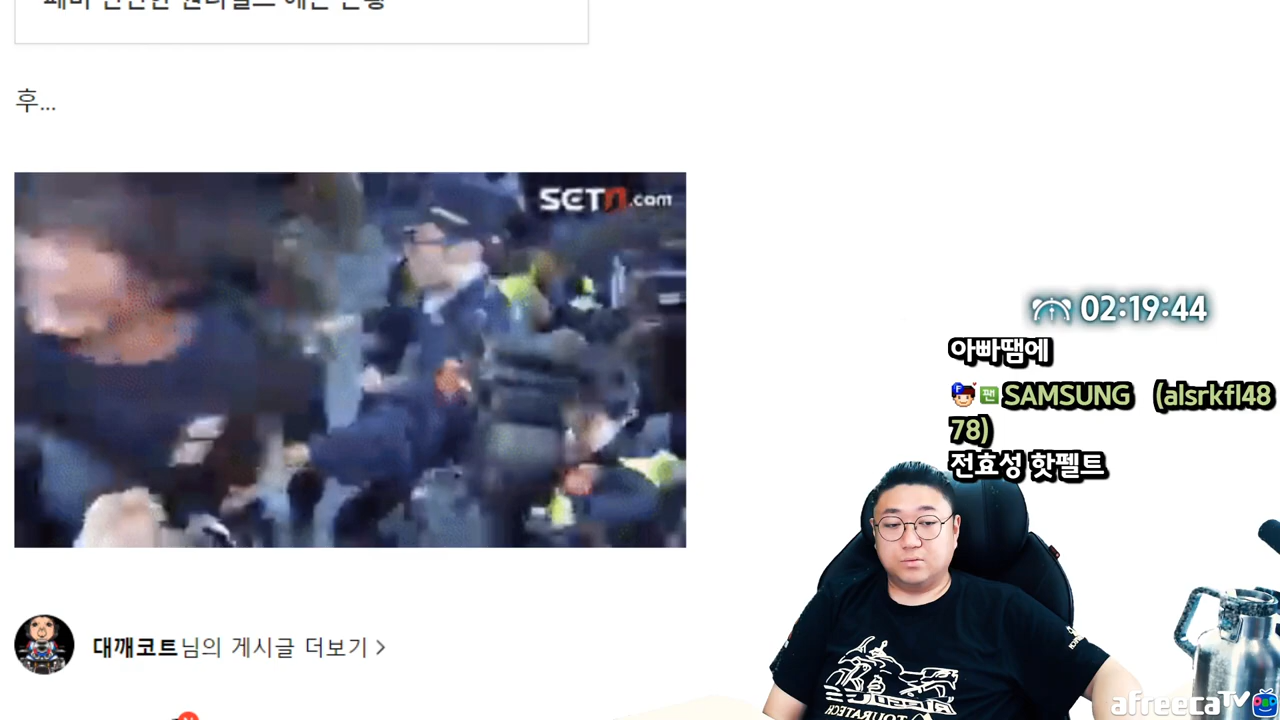 후...
SETn.com
02:19:44
아빠땜에
팬 SAMSUNG (alsrkfl48
78)
전효성 핫펠트
대깨코트님의 게시글 더보기 >
afreecaTV